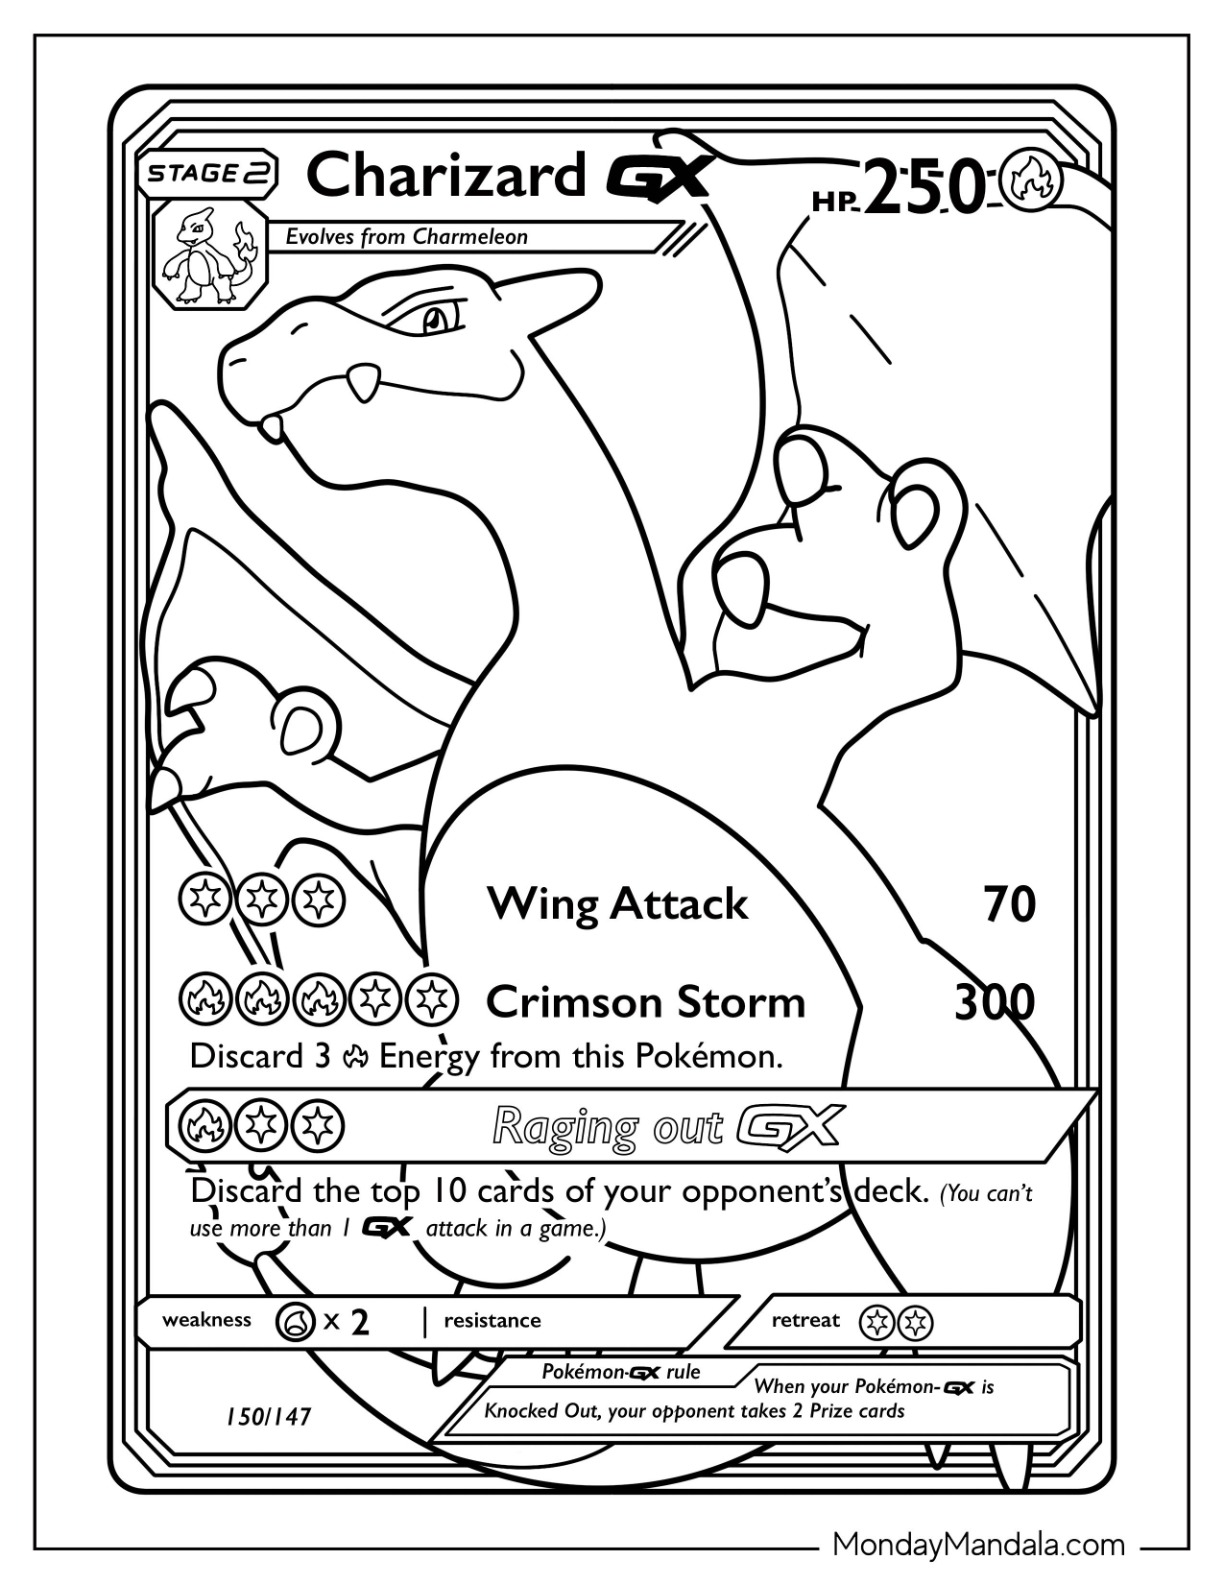 STAGE 2 Charizard GX HP 250
Evolves from Charmeleon
Wing Attack 70
Crimson Storm 300
Discard 3 Energy from this Pokémon.
Raging out GX
Discard the top 10 cards of your opponent's deck. (You can't
use more than 1 GX attack in a game.)
weakness x 2 | resistance retreat
Pokémon-GX rule
When your Pokémon-GX is
Knocked Out, your opponent takes 2 Prize cards
150/147
MondayMandala.com